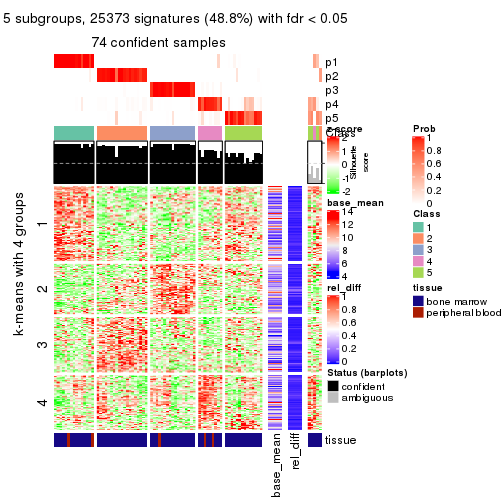 5 subgroups, 25373 signatures (48.8%) with fdr < 0.05
74 confident samples
p1
p2
p3
p4
p5
Class
z-score
2
1
0
-1
-2
1
0.5
0
Silhouette
score
k-means with 4 groups
1
2
3
4
base_mean
14
12
10
8
6
4
rel_diff
1
0.8
0.6
0.4
0.2
0
Status (barplots)
confident
ambiguous
Prob
1
0.8
0.6
0.4
0.2
0
Class
1
2
3
4
5
tissue
bone marrow
peripheral blood
tissue
base_mean
rel_diff